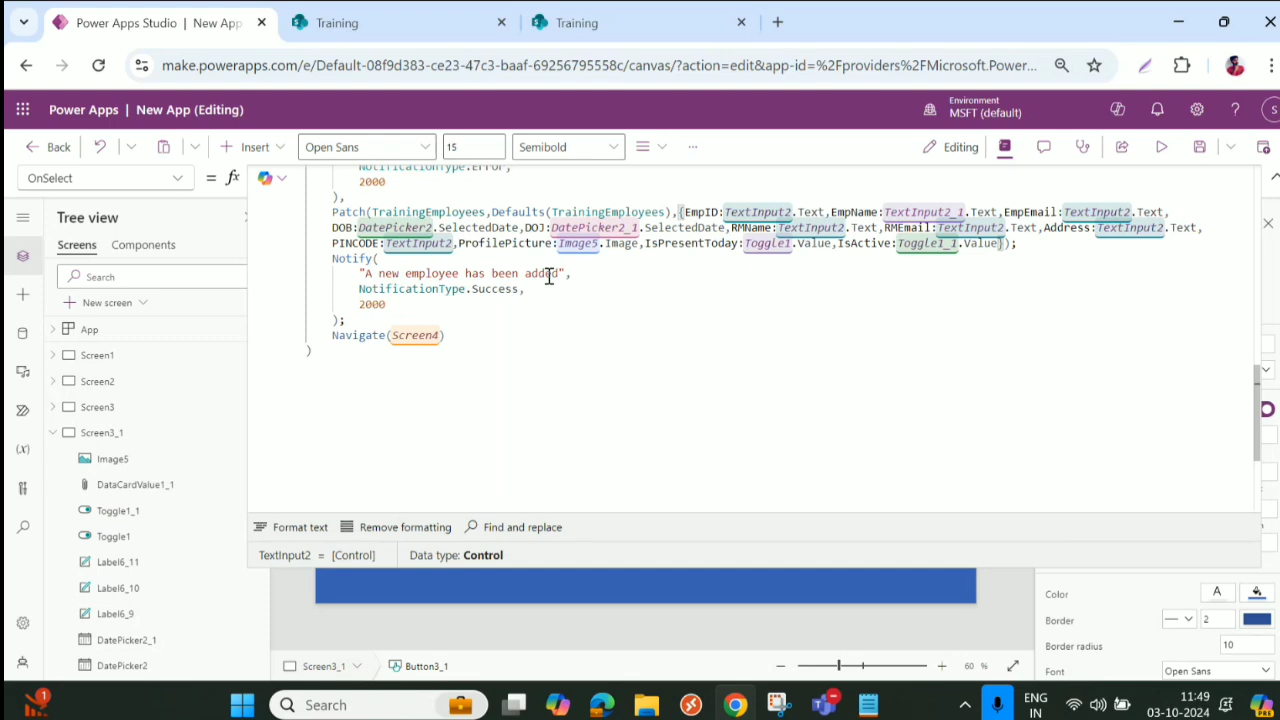 Power Apps Studio | New App
Training
Training
make.powerapps.com/e/Default-08f9d383-ce23-47c3-baaf-69256795558c/canvas/?action=edit&app-id=%2Fproviders%2FMicrosoft.Power...
Power Apps | New App (Editing)
Environment
MSFT (default)
S
Back
Insert
Open Sans
15
Semibold
Editing
OnSelect
= fx
NotificationType.Error,
2000
),
Patch(TrainingEmployees,Defaults(TrainingEmployees),{EmpID:TextInput2.Text,EmpName:TextInput2_1.Text,EmpEmail:TextInput2.Text,
DOB:DatePicker2.SelectedDate,DOJ:DatePicker2_1.SelectedDate,RMName:TextInput2.Text,RMEmail:TextInput2.Text,Address:TextInput2.Text,
PINCODE:TextInput2,ProfilePicture:Image5.Image,IsPresentToday:Toggle1.Value,IsActive:Toggle1_1.Value});
Notify(
"A new employee has been added",
NotificationType.Success,
2000
);
Navigate(Screen4)
)
Tree view
Screens
Components
Search
New screen
App
Screen1
Screen2
Screen3
Screen3_1
Image5
DataCardValue1_1
Toggle1_1
Toggle1
Label6_11
Label6_10
Label6_9
DatePicker2_1
DatePicker2
Format text
Remove formatting
Find and replace
TextInput2 = [Control]
Data type: Control
Color
A
Border
2
Border radius
10
Font
Open Sans
Screen3_1
Button3_1
60 %
1
Search
ENG
IN
11:49
03-10-2024
PRE